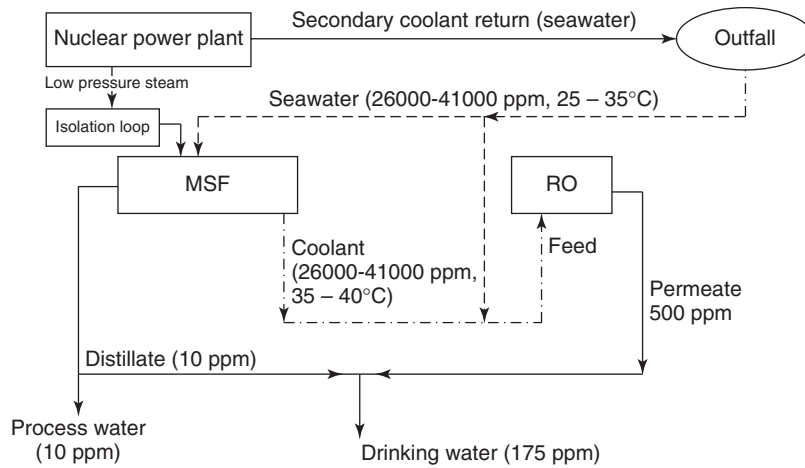 Nuclear power plant
Secondary coolant return (seawater)
Outfall
Low pressure steam
Isolation loop
Seawater (26000-41000 ppm, 25 – 35°C)
MSF
RO
Coolant
(26000-41000 ppm,
35 – 40°C)
Feed
Permeate
500 ppm
Distillate (10 ppm)
Process water
(10 ppm)
Drinking water (175 ppm)